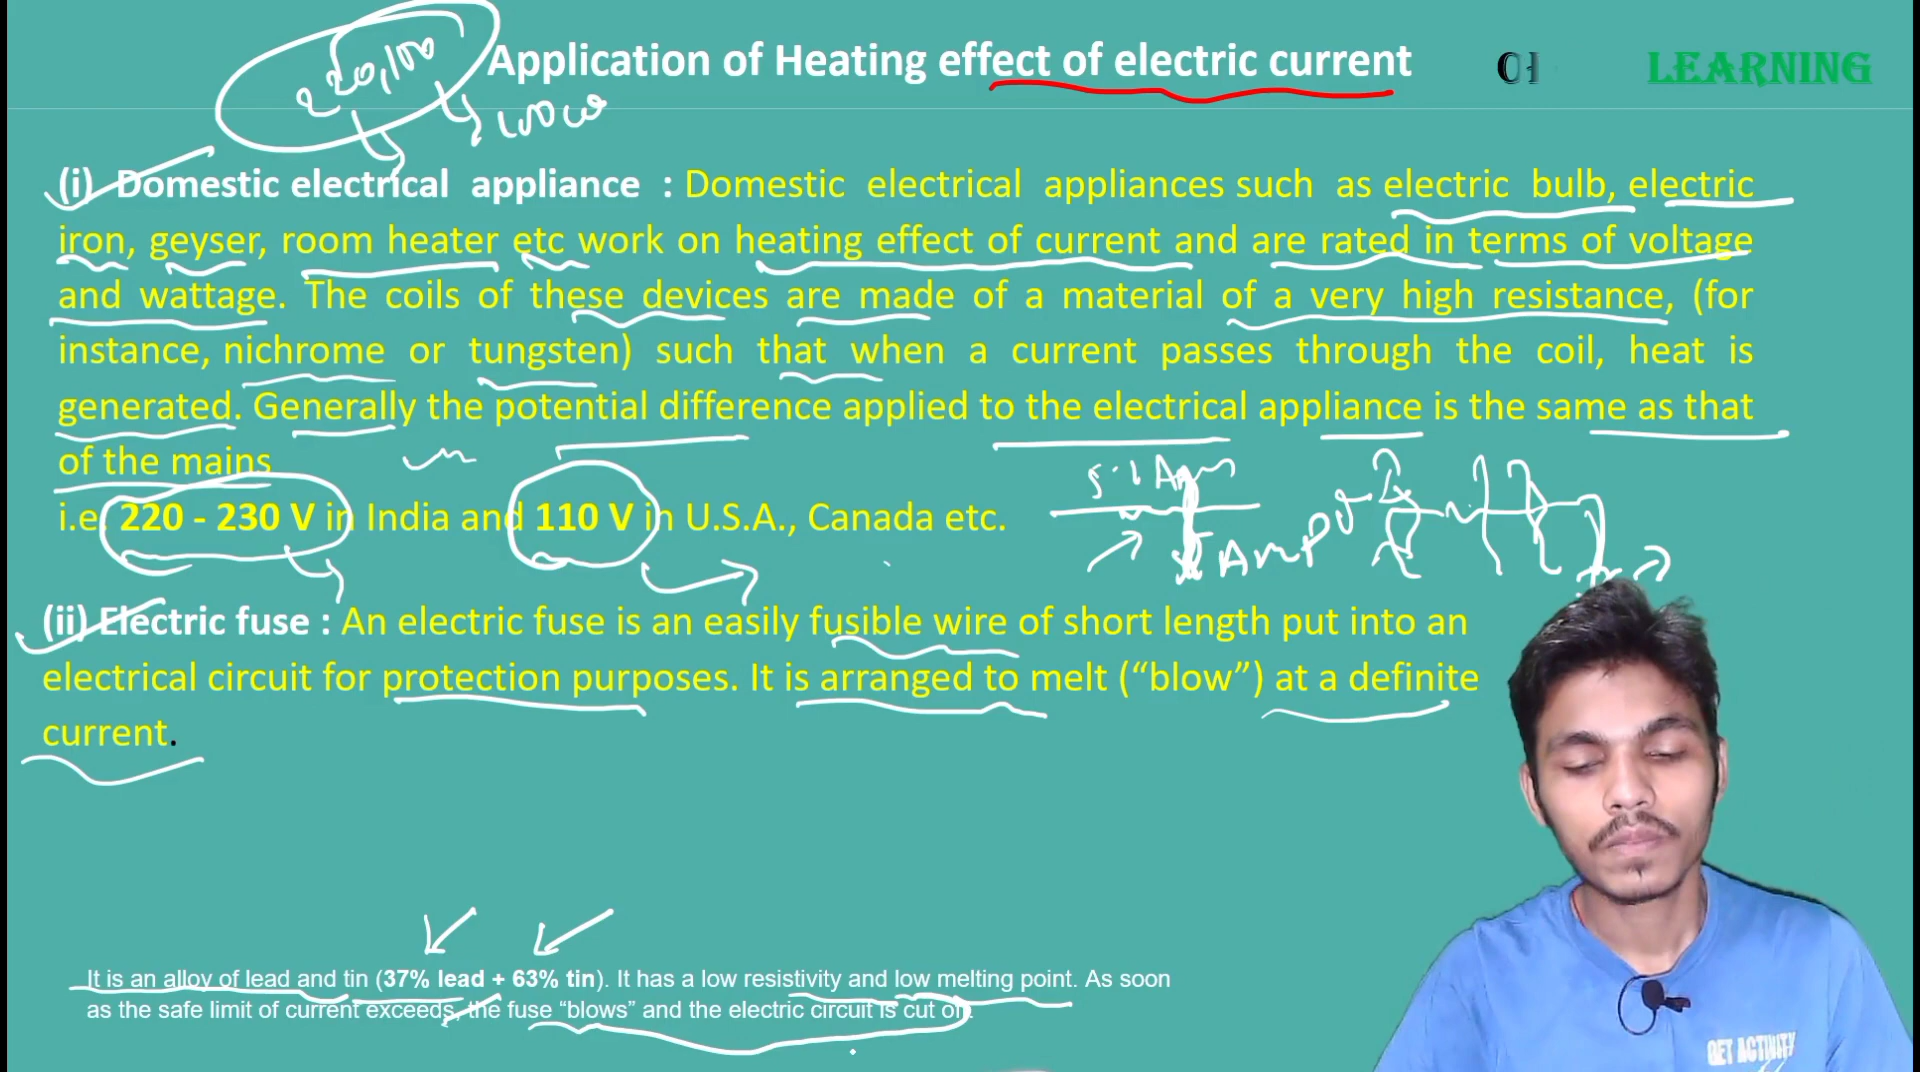 220,100
Application of Heating effect of electric current
LEARNING
100w
(i) Domestic electrical appliance : Domestic electrical appliances such as electric bulb, electric
iron, geyser, room heater etc work on heating effect of current and are rated in terms of voltage
and wattage. The coils of these devices are made of a material of a very high resistance, (for
instance, nichrome or tungsten) such that when a current passes through the coil, heat is
generated. Generally the potential difference applied to the electrical appliance is the same as that
of the mains
i.e. 220 - 230 V in India and 110 V in U.S.A., Canada etc.
(ii) Electric fuse : An electric fuse is an easily fusible wire of short length put into an
electrical circuit for protection purposes. It is arranged to melt (“blow”) at a definite
current.
It is an alloy of lead and tin (37% lead + 63% tin). It has a low resistivity and low melting point. As soon
as the safe limit of current exceeds, the fuse “blows” and the electric circuit is cut off.
GET ACTIVITY